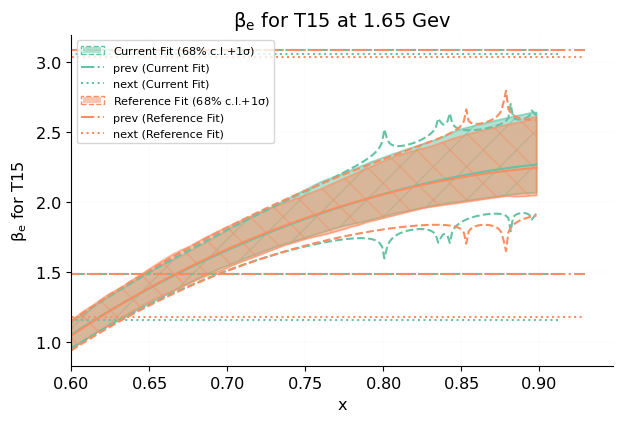 βe for T15 at 1.65 Gev
Current Fit (68% c.l.+1σ)
prev (Current Fit)
next (Current Fit)
Reference Fit (68% c.l.+1σ)
prev (Reference Fit)
next (Reference Fit)
βe for T15
3.0
2.5
2.0
1.5
1.0
0.60 0.65 0.70 0.75 0.80 0.85 0.90
x